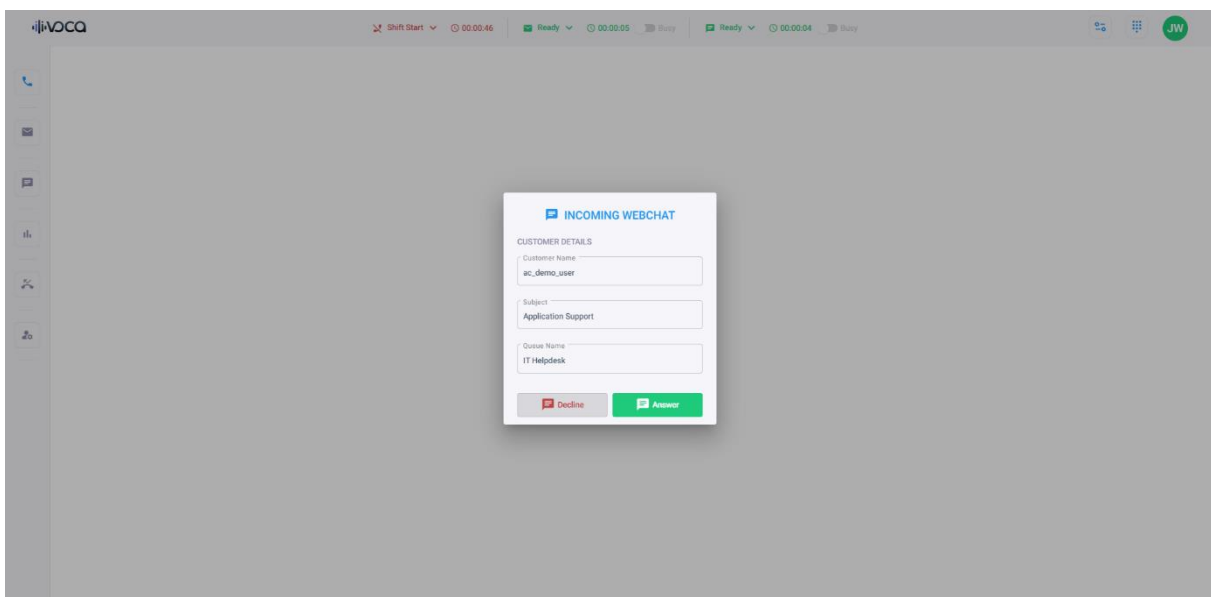 VOCA
Shift Start 00:00:46 Ready 00:00:05 Busy Ready 00:00:04 Busy JW
INCOMING WEBCHAT
CUSTOMER DETAILS
Customer Name
ac_demo_user
Subject
Application Support
Queue Name
IT Helpdesk
Decline Answer